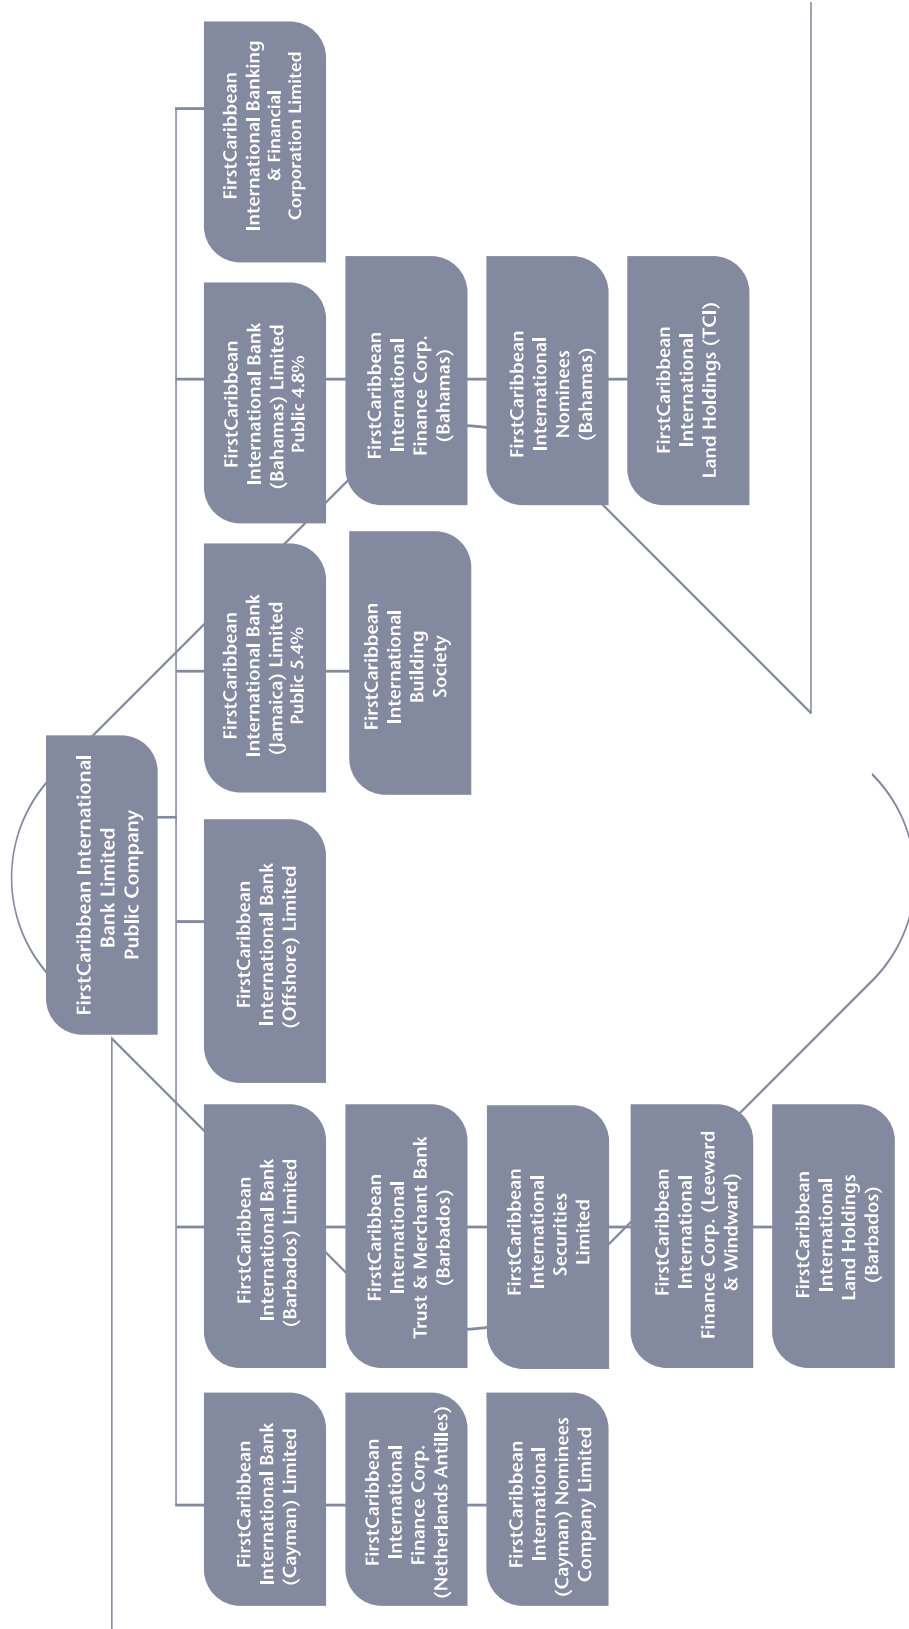 FirstCaribbean International
Bank Limited
Public Company
FirstCaribbean
International Bank
(Cayman) Limited
FirstCaribbean
International
Finance Corp.
(Netherlands Antilles)
FirstCaribbean
International
(Cayman) Nominees
Company Limited
FirstCaribbean
International Bank
(Barbados) Limited
FirstCaribbean
International
Trust & Merchant Bank
(Barbados)
FirstCaribbean
International
Securities
Limited
FirstCaribbean
International
Finance Corp. (Leeward
& Windward)
FirstCaribbean
International
Land Holdings
(Barbados)
FirstCaribbean
International Bank
(Offshore) Limited
FirstCaribbean
International Bank
(Jamaica) Limited
Public 5.4%
FirstCaribbean
International
Building
Society
FirstCaribbean
International Bank
(Bahamas) Limited
Public 4.8%
FirstCaribbean
International
Finance Corp.
(Bahamas)
FirstCaribbean
International
Nominees
(Bahamas)
FirstCaribbean
International
Land Holdings (TCI)
FirstCaribbean
International Banking
& Financial
Corporation Limited